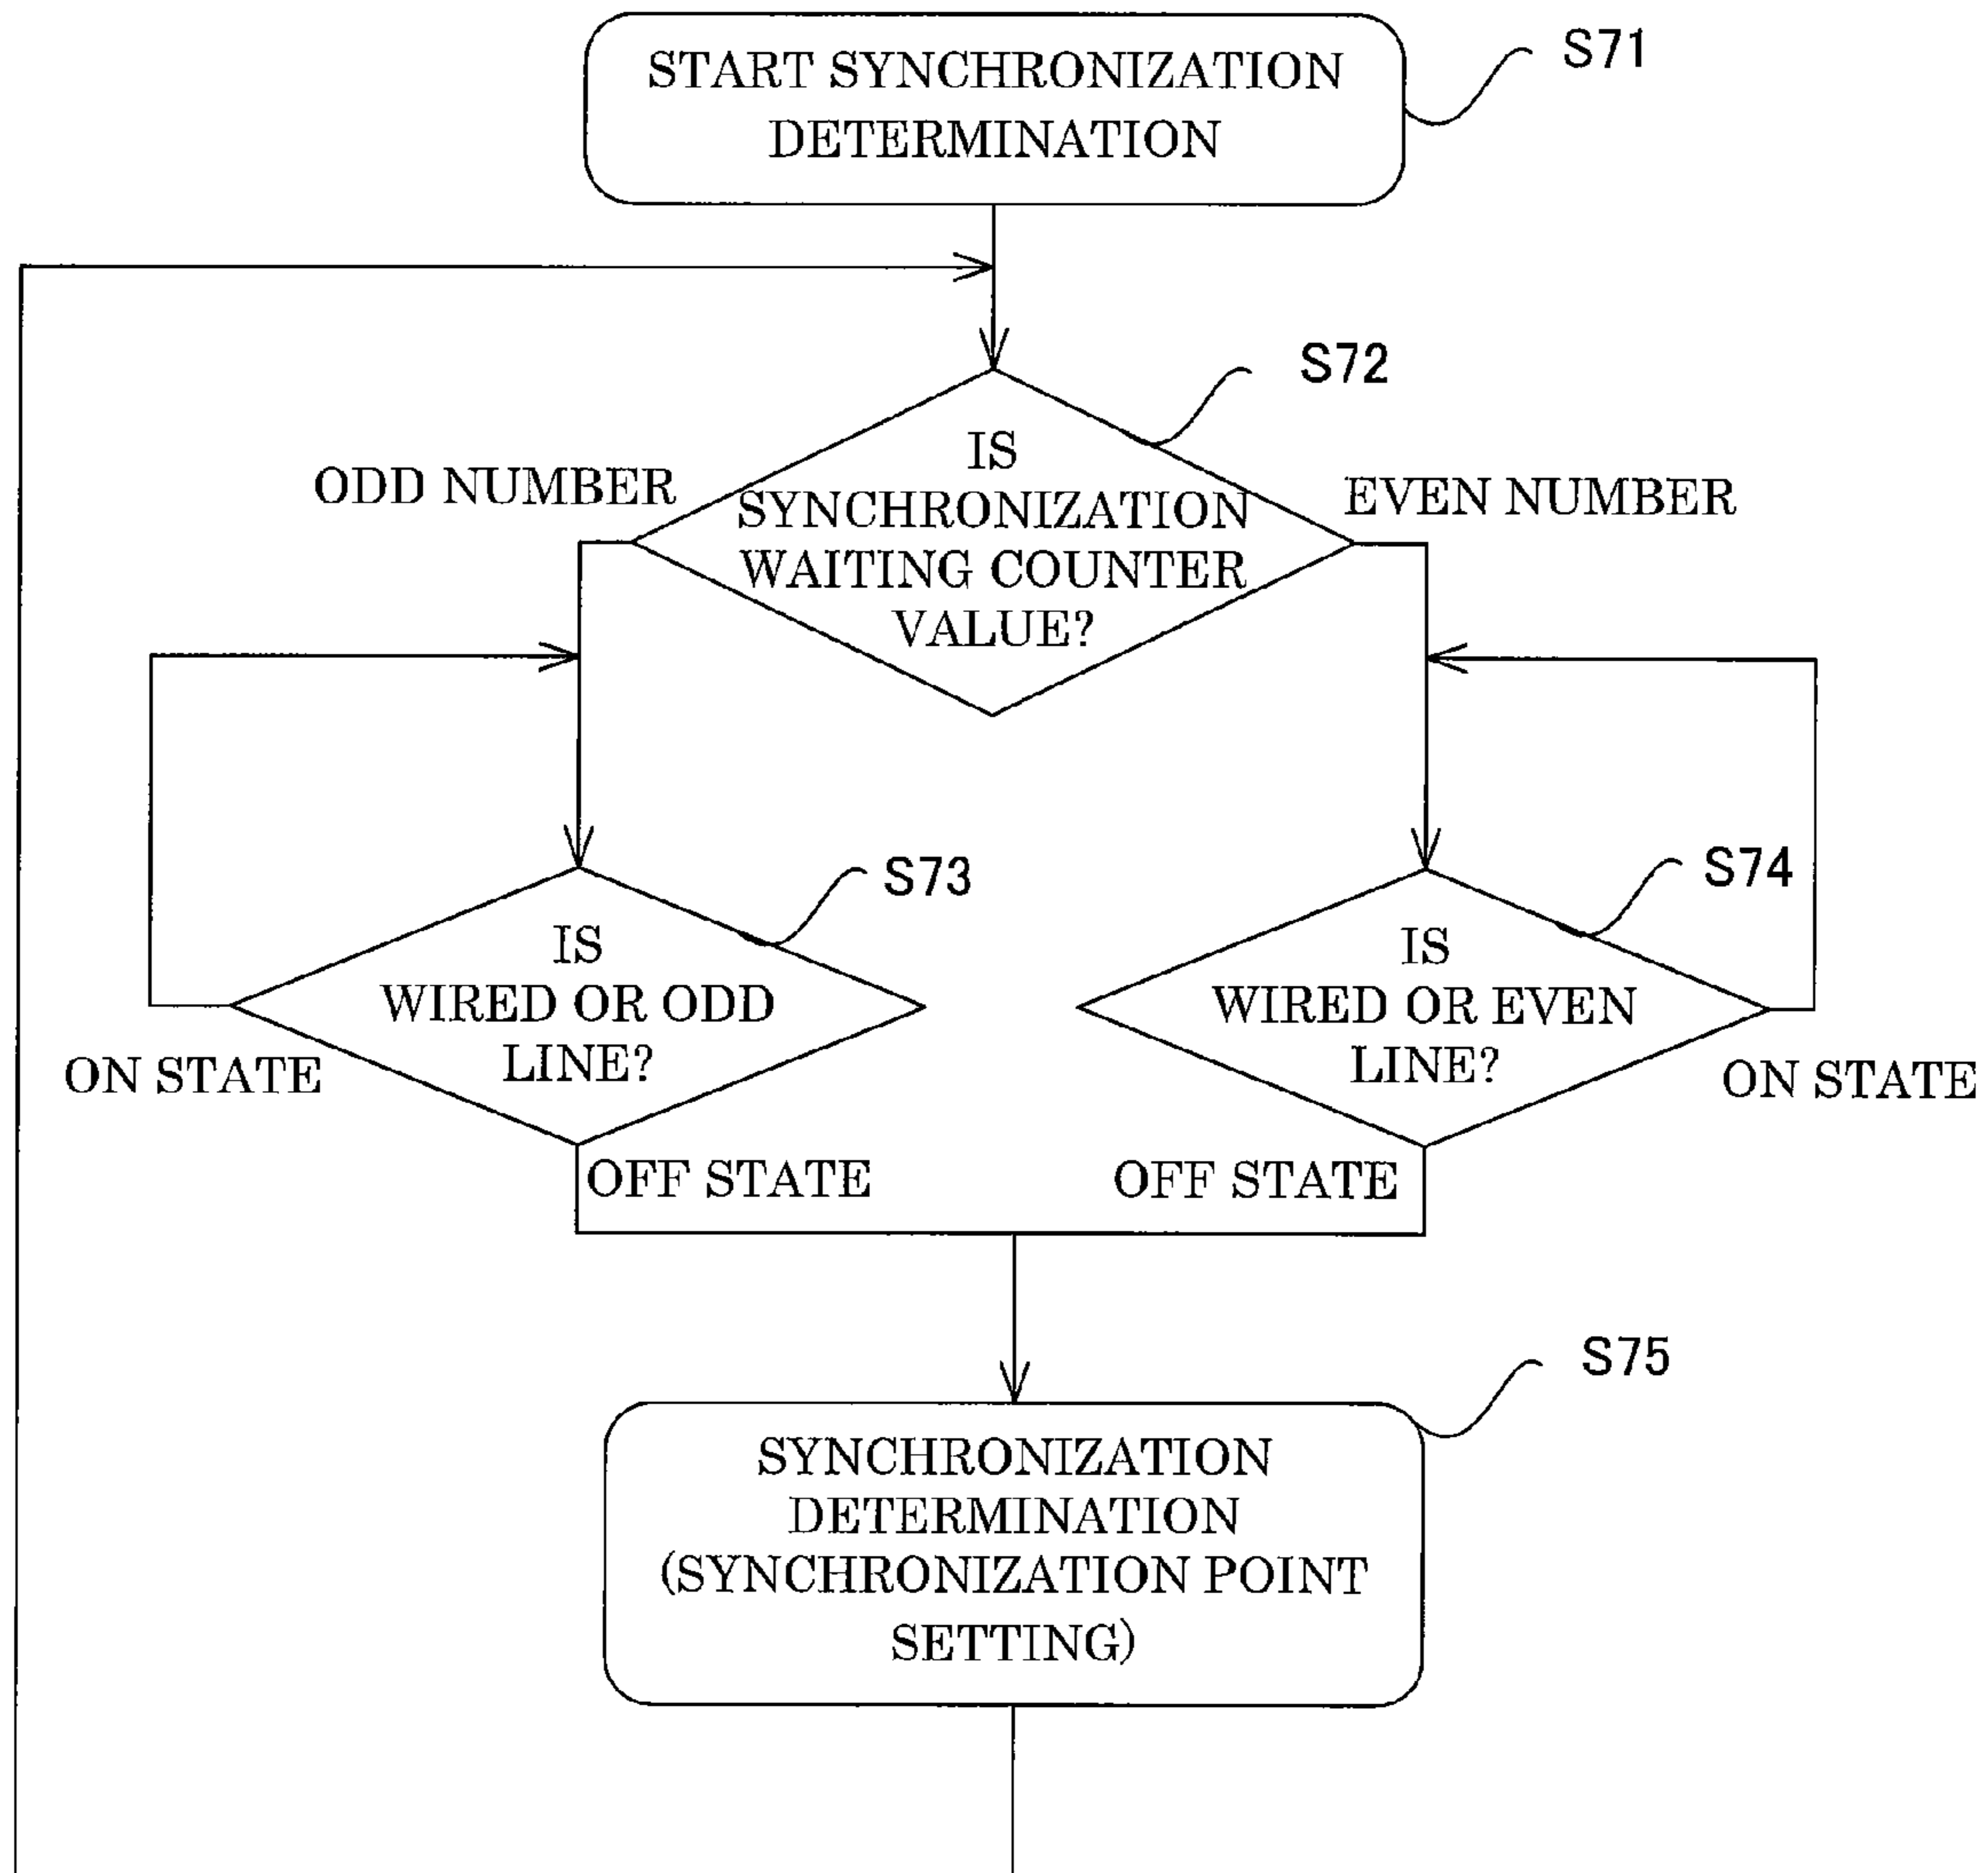 START SYNCHRONIZATION
DETERMINATION
S71
S72
IS
SYNCHRONIZATION
WAITING COUNTER
VALUE?
ODD NUMBER
EVEN NUMBER
S73
IS
WIRED OR ODD
LINE?
ON STATE
OFF STATE
S74
IS
WIRED OR EVEN
LINE?
ON STATE
OFF STATE
S75
SYNCHRONIZATION
DETERMINATION
(SYNCHRONIZATION POINT
SETTING)